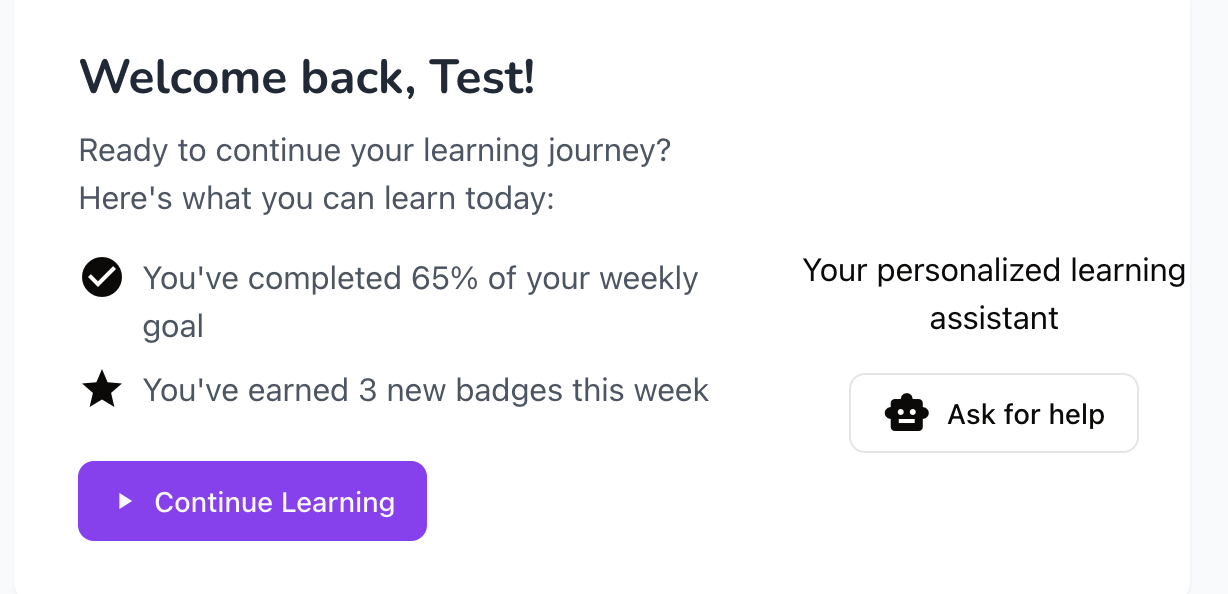 Welcome back, Test!
Ready to continue your learning journey?
Here's what you can learn today:
You've completed 65% of your weekly
goal
You've earned 3 new badges this week
Continue Learning
Your personalized learning
assistant
Ask for help